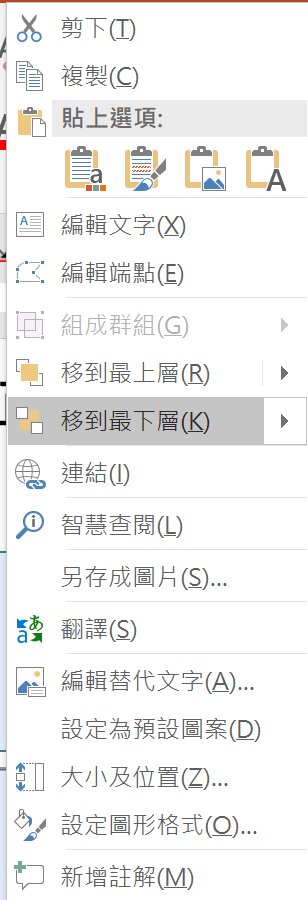 剪下(T)
複製(C)
貼上選項:
編輯文字(X)
編輯端點(E)
組成群組(G)
移到最上層(R)
移到最下層(K)
連結(I)
智慧查閱(L)
另存成圖片(S)...
翻譯(S)
編輯替代文字(A)...
設定為預設圖案(D)
大小及位置(Z)...
設定圖形格式(O)...
新增註解(M)